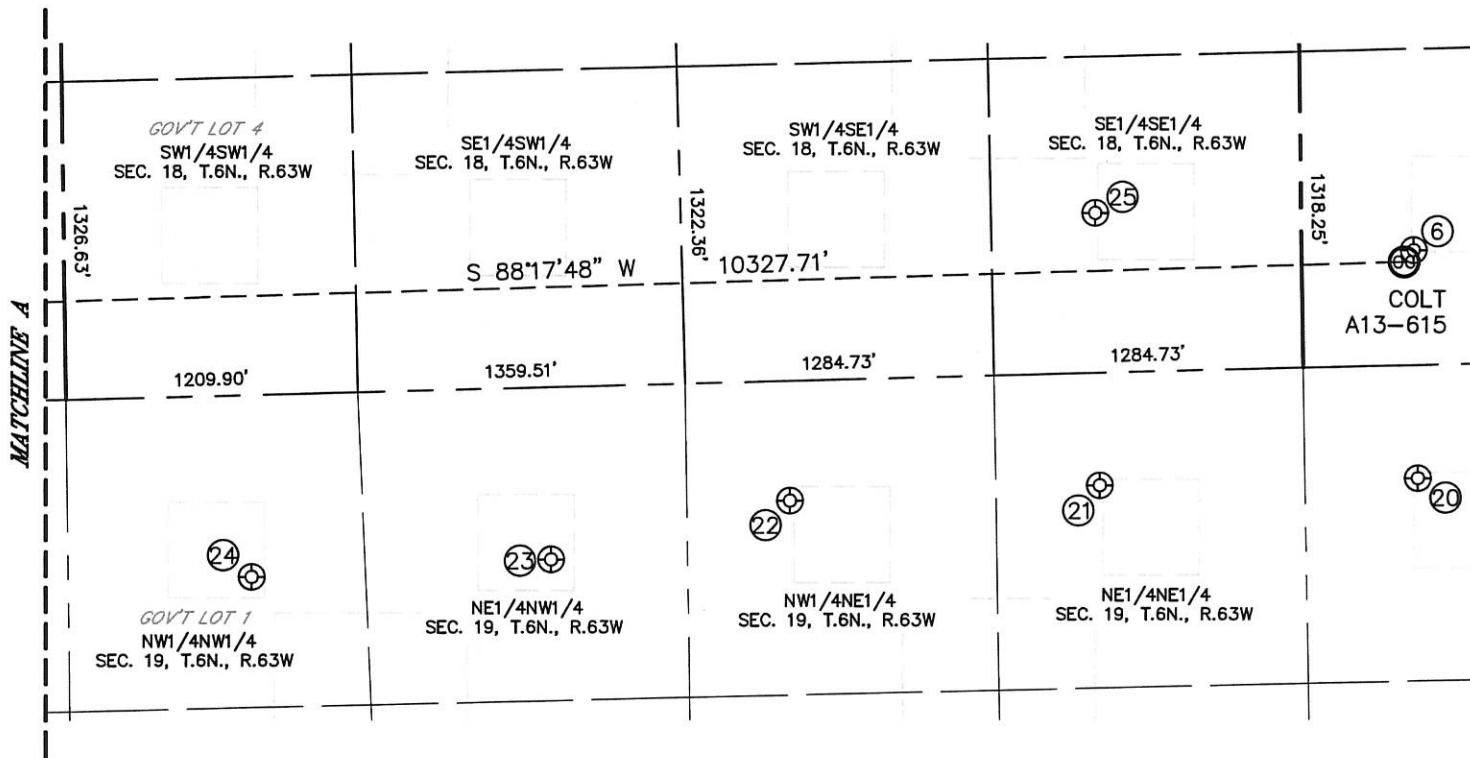 GOV'T LOT 4
SW1/4SW1/4
SEC. 18, T.6N., R.63W
SE1/4SW1/4
SEC. 18, T.6N., R.63W
SW1/4SE1/4
SEC. 18, T.6N., R.63W
SE1/4SE1/4
SEC. 18, T.6N., R.63W
25
1326.63'
1322.36'
1318.25'
6
S 88°17'48" W 10327.71'
COLT
A13-615
MATCHLINE A
1209.90'
1359.51'
1284.73'
1284.73'
24
23
22
21
20
GOV'T LOT 1
NW1/4NW1/4
SEC. 19, T.6N., R.63W
NE1/4NW1/4
SEC. 19, T.6N., R.63W
NW1/4NE1/4
SEC. 19, T.6N., R.63W
NE1/4NE1/4
SEC. 19, T.6N., R.63W